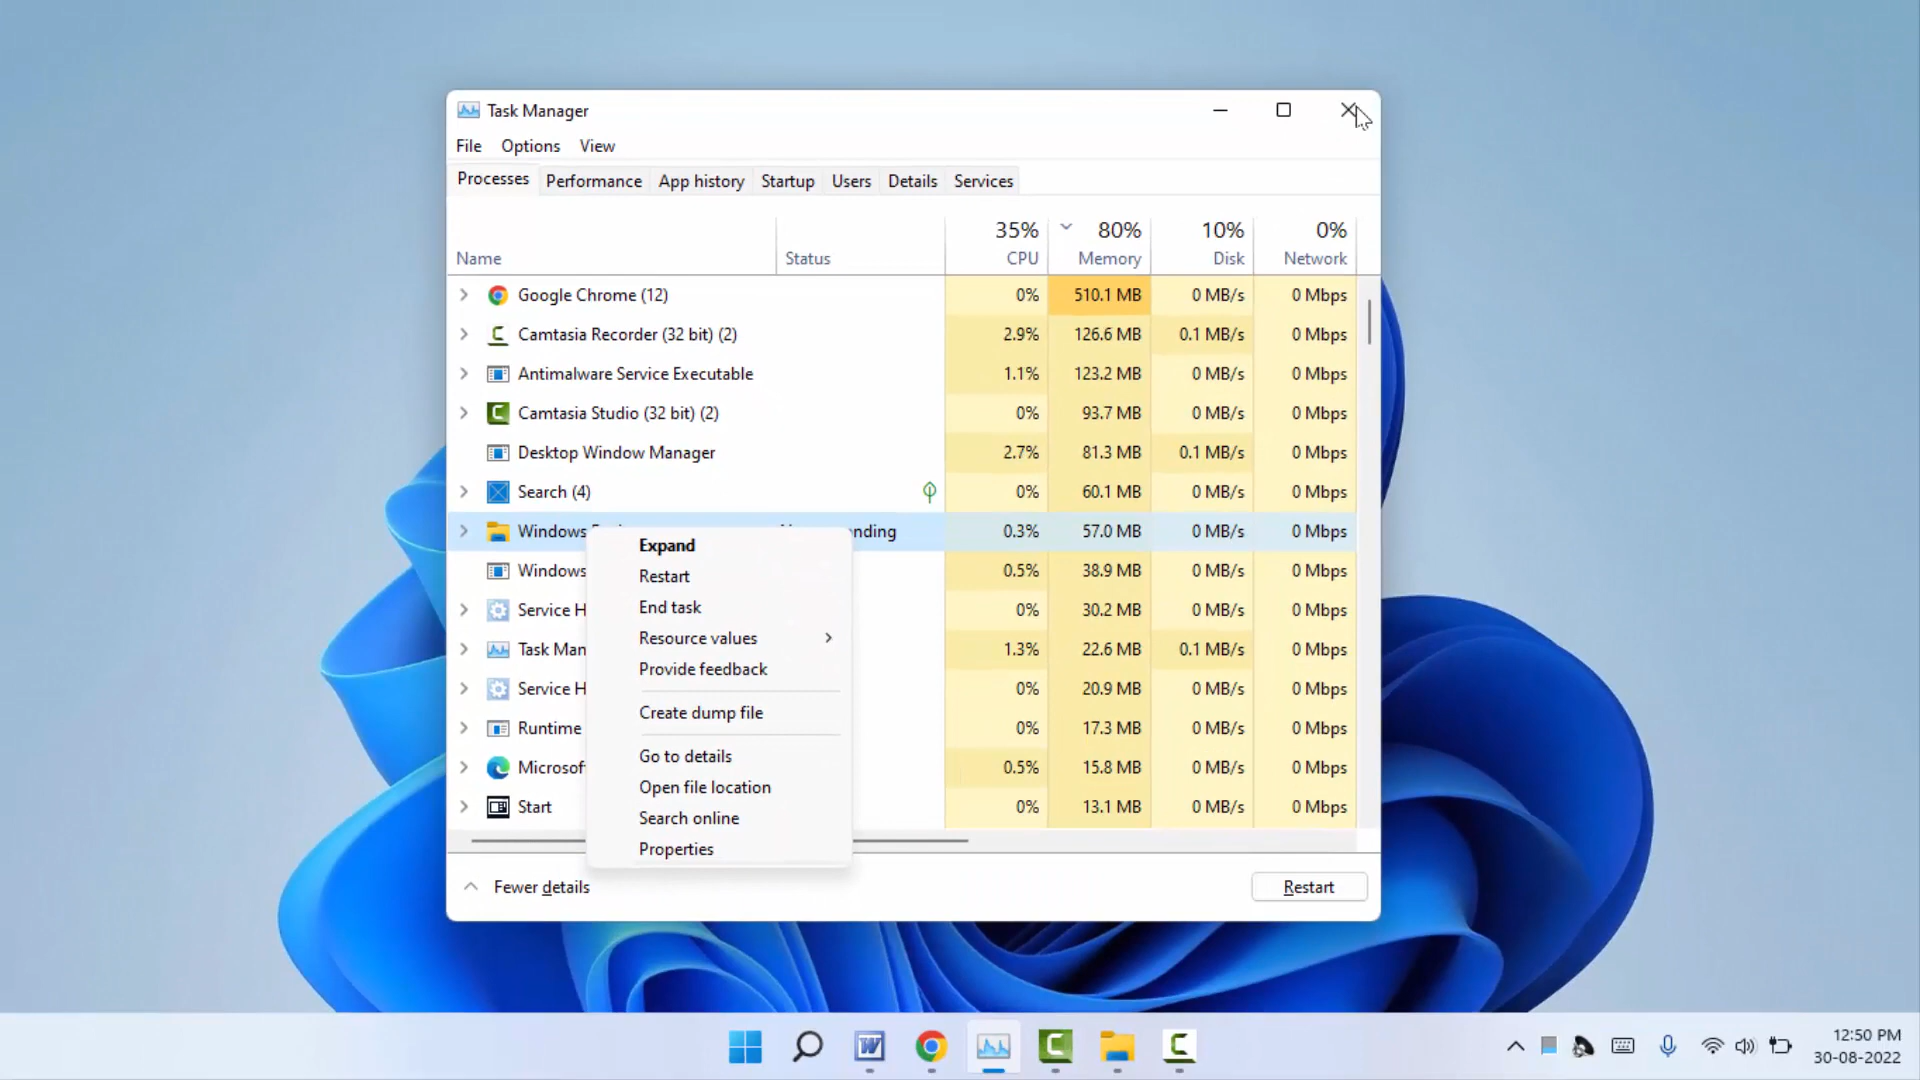 Task Manager
File Options View
Processes Performance App history Startup Users Details Services
35% 80% 10% 0%
Name Status CPU Memory Disk Network
Google Chrome (12) 0% 510.1 MB 0 MB/s 0 Mbps
Camtasia Recorder (32 bit) (2) 2.9% 126.6 MB 0.1 MB/s 0 Mbps
Antimalware Service Executable 1.1% 123.2 MB 0 MB/s 0 Mbps
Camtasia Studio (32 bit) (2) 0% 93.7 MB 0 MB/s 0 Mbps
Desktop Window Manager 2.7% 81.3 MB 0.1 MB/s 0 Mbps
Search (4) 0% 60.1 MB 0 MB/s 0 Mbps
Windows nding 0.3% 57.0 MB 0 MB/s 0 Mbps
Expand
Windows 0.5% 38.9 MB 0 MB/s 0 Mbps
Restart
End task
Service H 0% 30.2 MB 0 MB/s 0 Mbps
Resource values
Task Man 1.3% 22.6 MB 0.1 MB/s 0 Mbps
Provide feedback
Service H 0% 20.9 MB 0 MB/s 0 Mbps
Create dump file
Runtime 0% 17.3 MB 0 MB/s 0 Mbps
Go to details
Microsof 0.5% 15.8 MB 0 MB/s 0 Mbps
Open file location
Start 0% 13.1 MB 0 MB/s 0 Mbps
Search online
Properties
Fewer details Restart
12:50 PM
30-08-2022